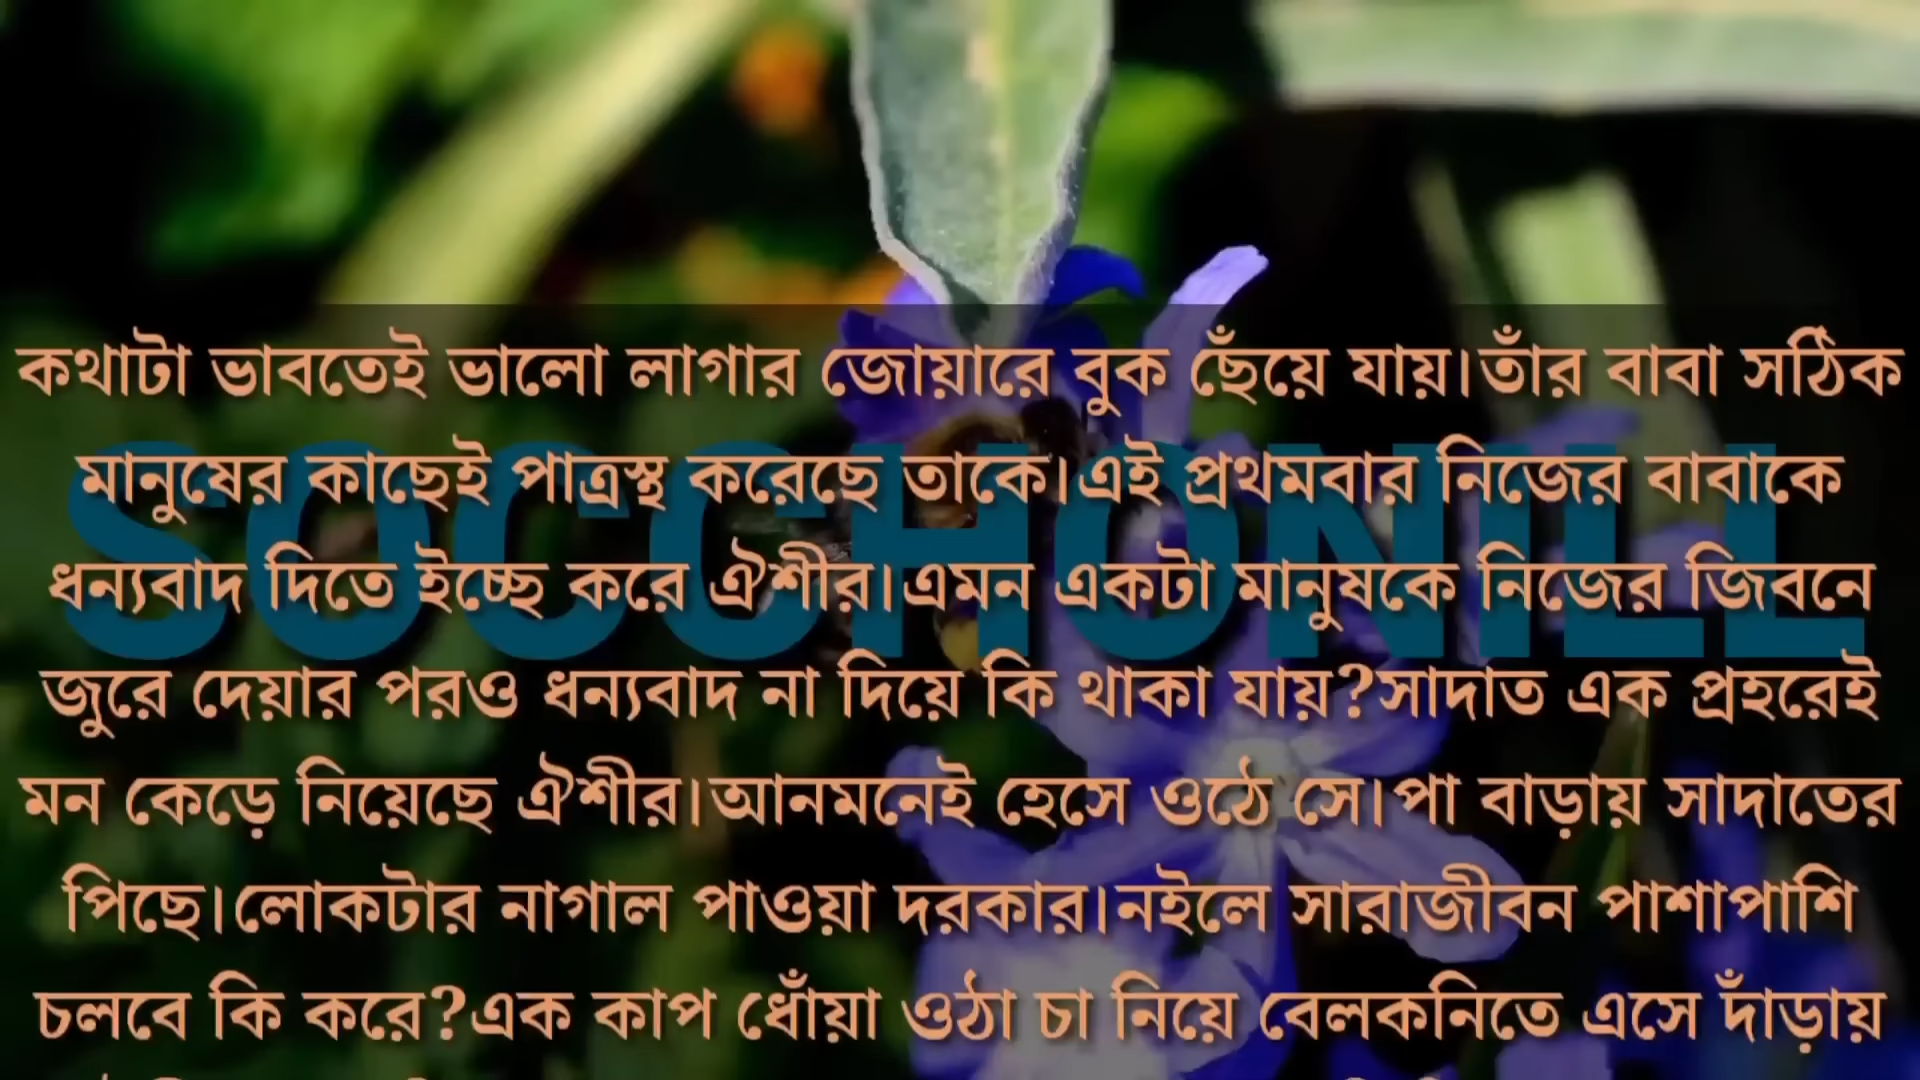 কথাটা ভাবতেই ভালো লাগার জোয়ারে বুক ছেঁয়ে যায়।তাঁর বাবা সঠিক
মানুষের কাছেই পাত্রস্থ করেছে তাকে।এই প্রথমবার নিজের বাবাকে
SOCCHONILL
ধন্যবাদ দিতে ইচ্ছে করে ঐশীর।এমন একটা মানুষকে নিজের জিবনে
জুরে দেয়ার পরও ধন্যবাদ না দিয়ে কি থাকা যায়?সাদাত এক প্রহরেই
মন কেড়ে নিয়েছে ঐশীর।আনমনেই হেসে ওঠে সে।পা বাড়ায় সাদাতের
পিছে।লোকটার নাগাল পাওয়া দরকার।নইলে সারাজীবন পাশাপাশি
চলবে কি করে?এক কাপ ধোঁয়া ওঠা চা নিয়ে বেলকনিতে এসে দাঁড়ায়